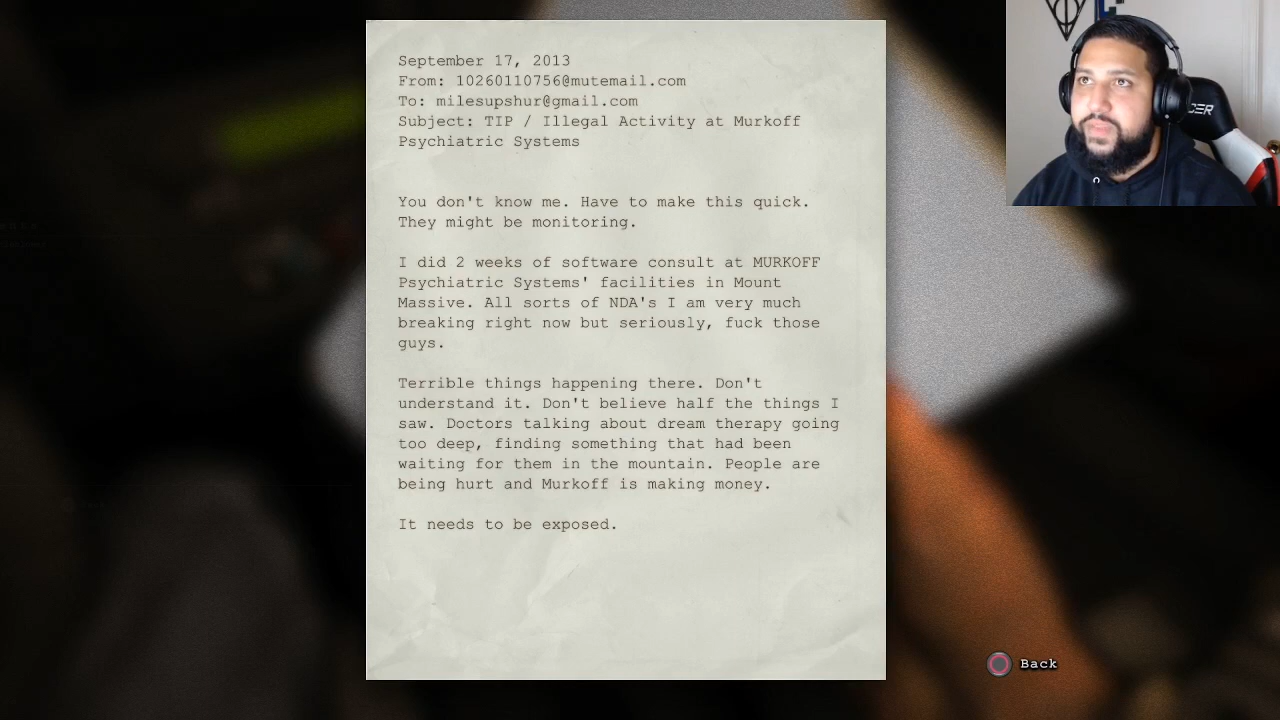 September 17, 2013
From: 10260110756@mutemail.com
To: milesupshur@gmail.com
Subject: TIP / Illegal Activity at Murkoff
Psychiatric Systems
You don't know me. Have to make this quick.
They might be monitoring.
I did 2 weeks of software consult at MURKOFF
Psychiatric Systems' facilities in Mount
Massive. All sorts of NDA's I am very much
breaking right now but seriously, fuck those
guys.
Terrible things happening there. Don't
understand it. Don't believe half the things I
saw. Doctors talking about dream therapy going
too deep, finding something that had been
waiting for them in the mountain. People are
being hurt and Murkoff is making money.
It needs to be exposed.
Back